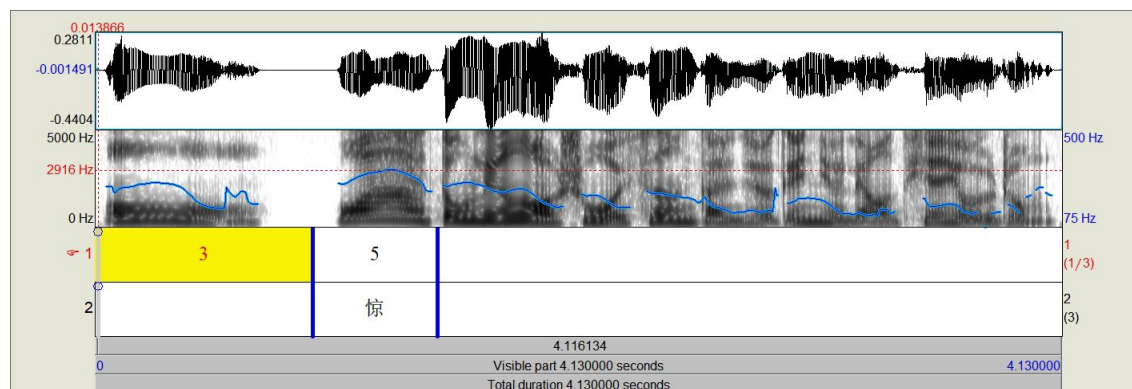 0.013866
0.2811
-0.001491
-0.4404
5000 Hz 500 Hz
2916 Hz
0 Hz 75 Hz
☞ 1 3 5 1
(1/3)
2 惊 2
(3)
4.116134
0 Visible part 4.130000 seconds 4.130000
Total duration 4.130000 seconds